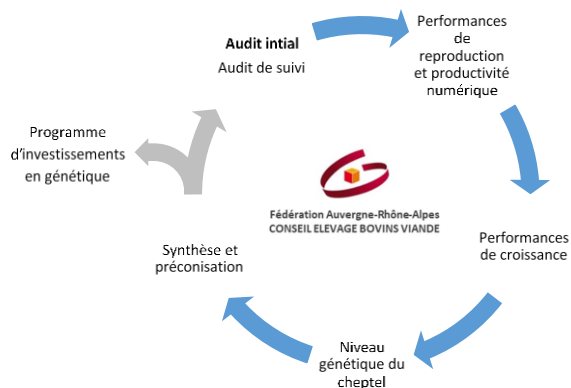 Audit intial
Audit de suivi
Performances
de
reproduction
et productivité
numérique
Performances
de croissance
Niveau
génétique du
cheptel
Synthèse et
préconisation
Programme
d'investissements
en génétique
Fédération Auvergne-Rhône-Alpes
CONSEIL ELEVAGE BOVINS VIANDE